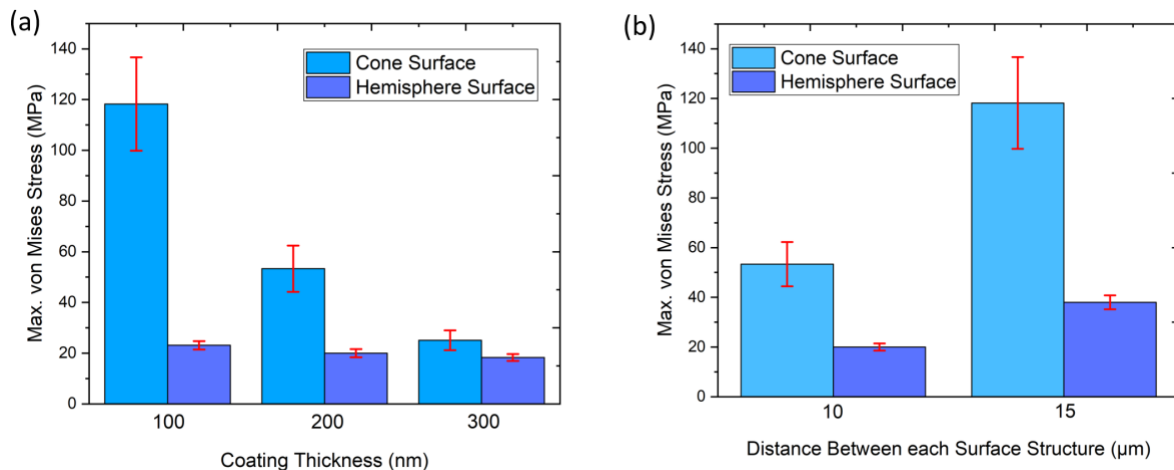 (a)
140
120
100
80
60
40
20
0
Max. von Mises Stress (MPa)
Cone Surface
Hemisphere Surface
100 200 300
Coating Thickness (nm)
(b)
140
120
100
80
60
40
20
0
Max. von Mises Stress (MPa)
Cone Surface
Hemisphere Surface
10 15
Distance Between each Surface Structure (μm)